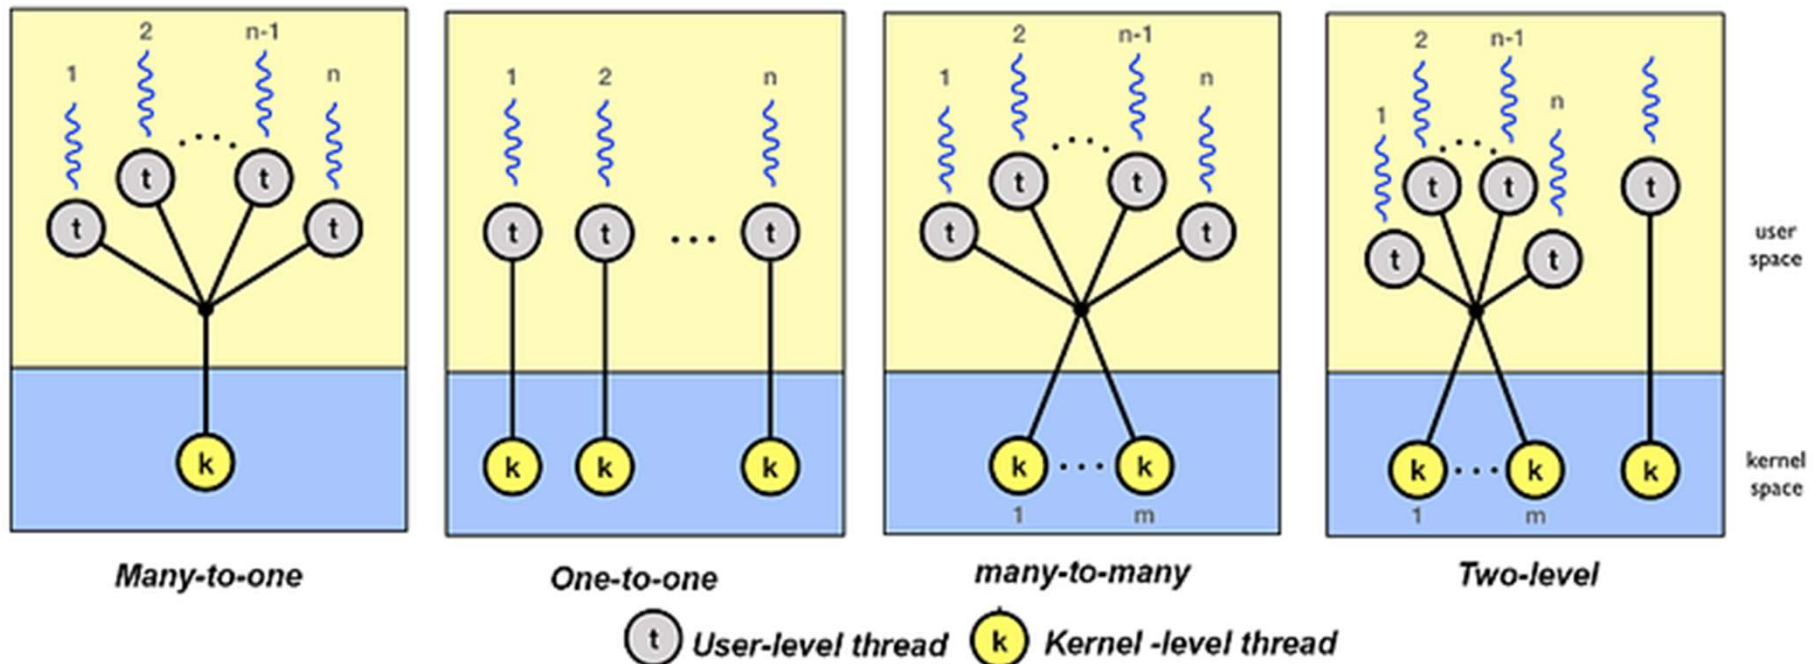 2 n-1
1 n
t t
t t
k
Many-to-one
1 2 n
t t ... t
k k k
One-to-one
2 n-1
1 n
t t
t t
k ... k
1 m
many-to-many
2 n-1
1 n
t t t
t t
k ... k k
1 m
Two-level
user
space
kernel
space
t User-level thread
k Kernel -level thread